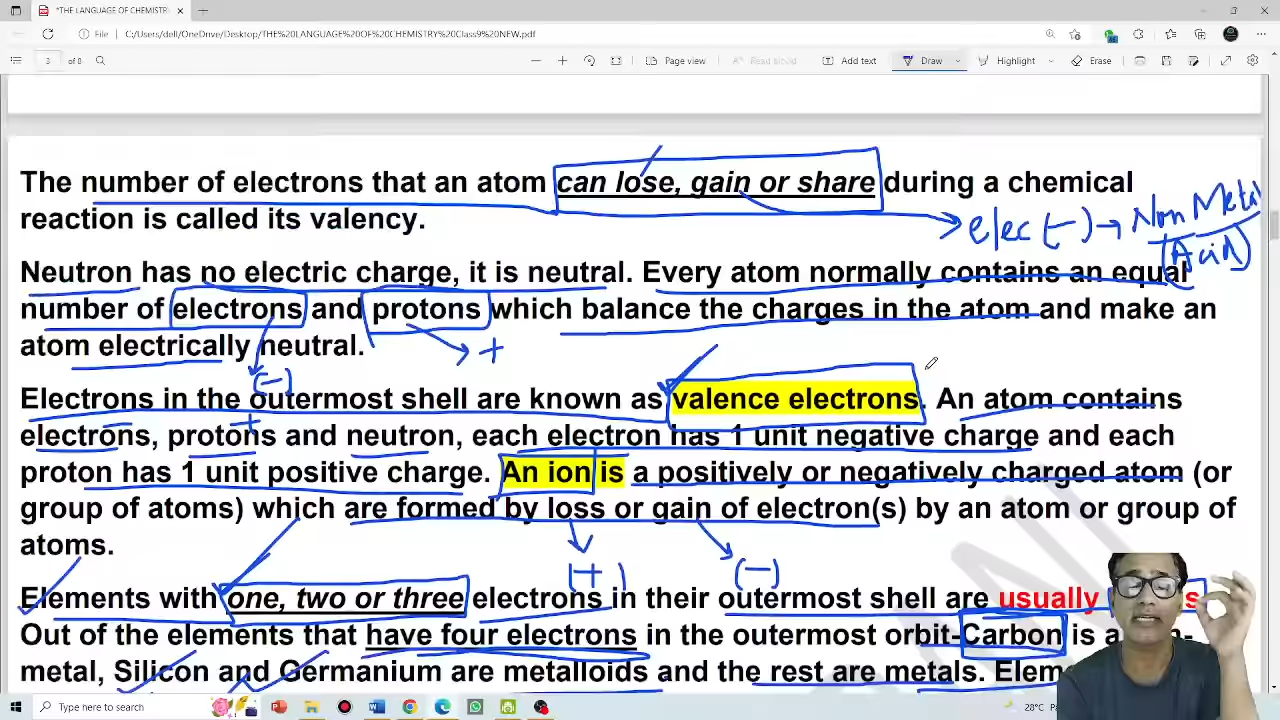 *THE LANGUAGE OF CHEMISTR
File C:/Users/dell/OneDrive/Desktop/THE%20LANGUAGE%20OF%20CHEMISTRY%20Class9%20NEW.pdf
3 of 8 Page view Read aloud Add text Draw Highlight Erase
The number of electrons that an atom can lose, gain or share during a chemical
reaction is called its valency.
elec (-) → Non Metal
(Acid)
Neutron has no electric charge, it is neutral. Every atom normally contains an equal
number of electrons and protons which balance the charges in the atom and make an
atom electrically neutral.
+
(-)
Electrons in the outermost shell are known as valence electrons. An atom contains
+
electrons, protons and neutron, each electron has 1 unit negative charge and each
proton has 1 unit positive charge. An ion is a positively or negatively charged atom (or
group of atoms) which are formed by loss or gain of electron(s) by an atom or group of
atoms.
(+) (-)
Elements with one, two or three electrons in their outermost shell are usually
Out of the elements that have four electrons in the outermost orbit-Carbon is a
metal, Silicon and Germanium are metalloids and the rest are metals. Elem
Type here to search
28°C